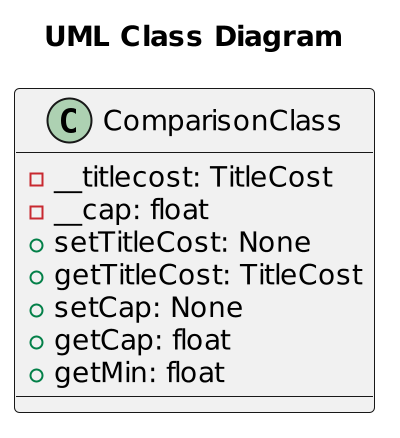 UML Class Diagram
C ComparisonClass
__titlecost: TitleCost
__cap: float
setTitleCost: None
getTitleCost: TitleCost
setCap: None
getCap: float
getMin: float